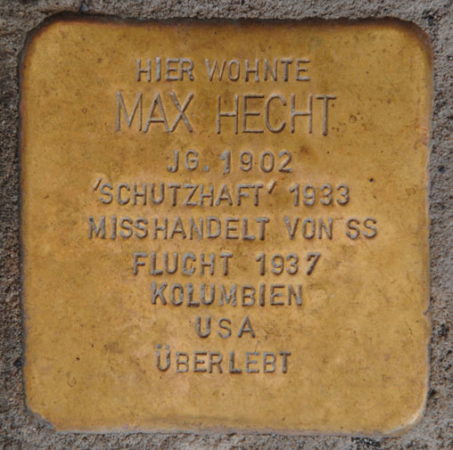 HIER WOHNTE
MAX HECHT
JG. 1902
'SCHUTZHAFT' 1933
MISSHANDELT VON SS
FLUCHT 1937
KOLUMBIEN
USA
ÜBERLEBT